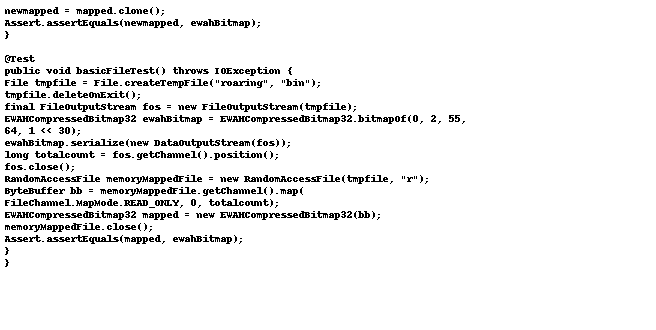 newmapped = mapped.clone();
Assert.assertEquals(newmapped, ewahBitmap);
}
@Test
public void basicFileTest() throws IOException {
File tmpfile = File.createTempFile("roaring", "bin");
tmpfile.deleteOnExit();
final FileOutputStream fos = new FileOutputStream(tmpfile);
EWAHCompressedBitmap32 ewahBitmap = EWAHCompressedBitmap32.bitmapOf(0, 2, 55,
64, 1 << 30);
ewahBitmap.serialize(new DataOutputStream(fos));
long totalcount = fos.getChannel().position();
fos.close();
RandomAccessFile memoryMappedFile = new RandomAccessFile(tmpfile, "r");
ByteBuffer bb = memoryMappedFile.getChannel().map(
FileChannel.MapMode.READ_ONLY, 0, totalcount);
EWAHCompressedBitmap32 mapped = new EWAHCompressedBitmap32(bb);
memoryMappedFile.close();
Assert.assertEquals(mapped, ewahBitmap);
}
}